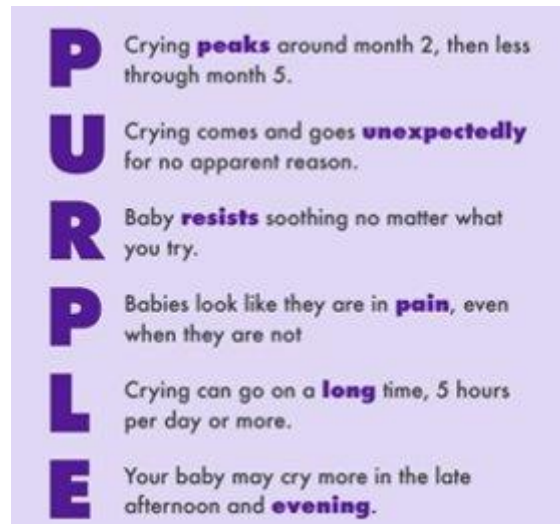 P
Crying peaks around month 2, then less
through month 5.
U
Crying comes and goes unexpectedly
for no apparent reason.
R
Baby resists soothing no matter what
you try.
P
Babies look like they are in pain, even
when they are not
L
Crying can go on a long time, 5 hours
per day or more.
E
Your baby may cry more in the late
afternoon and evening.